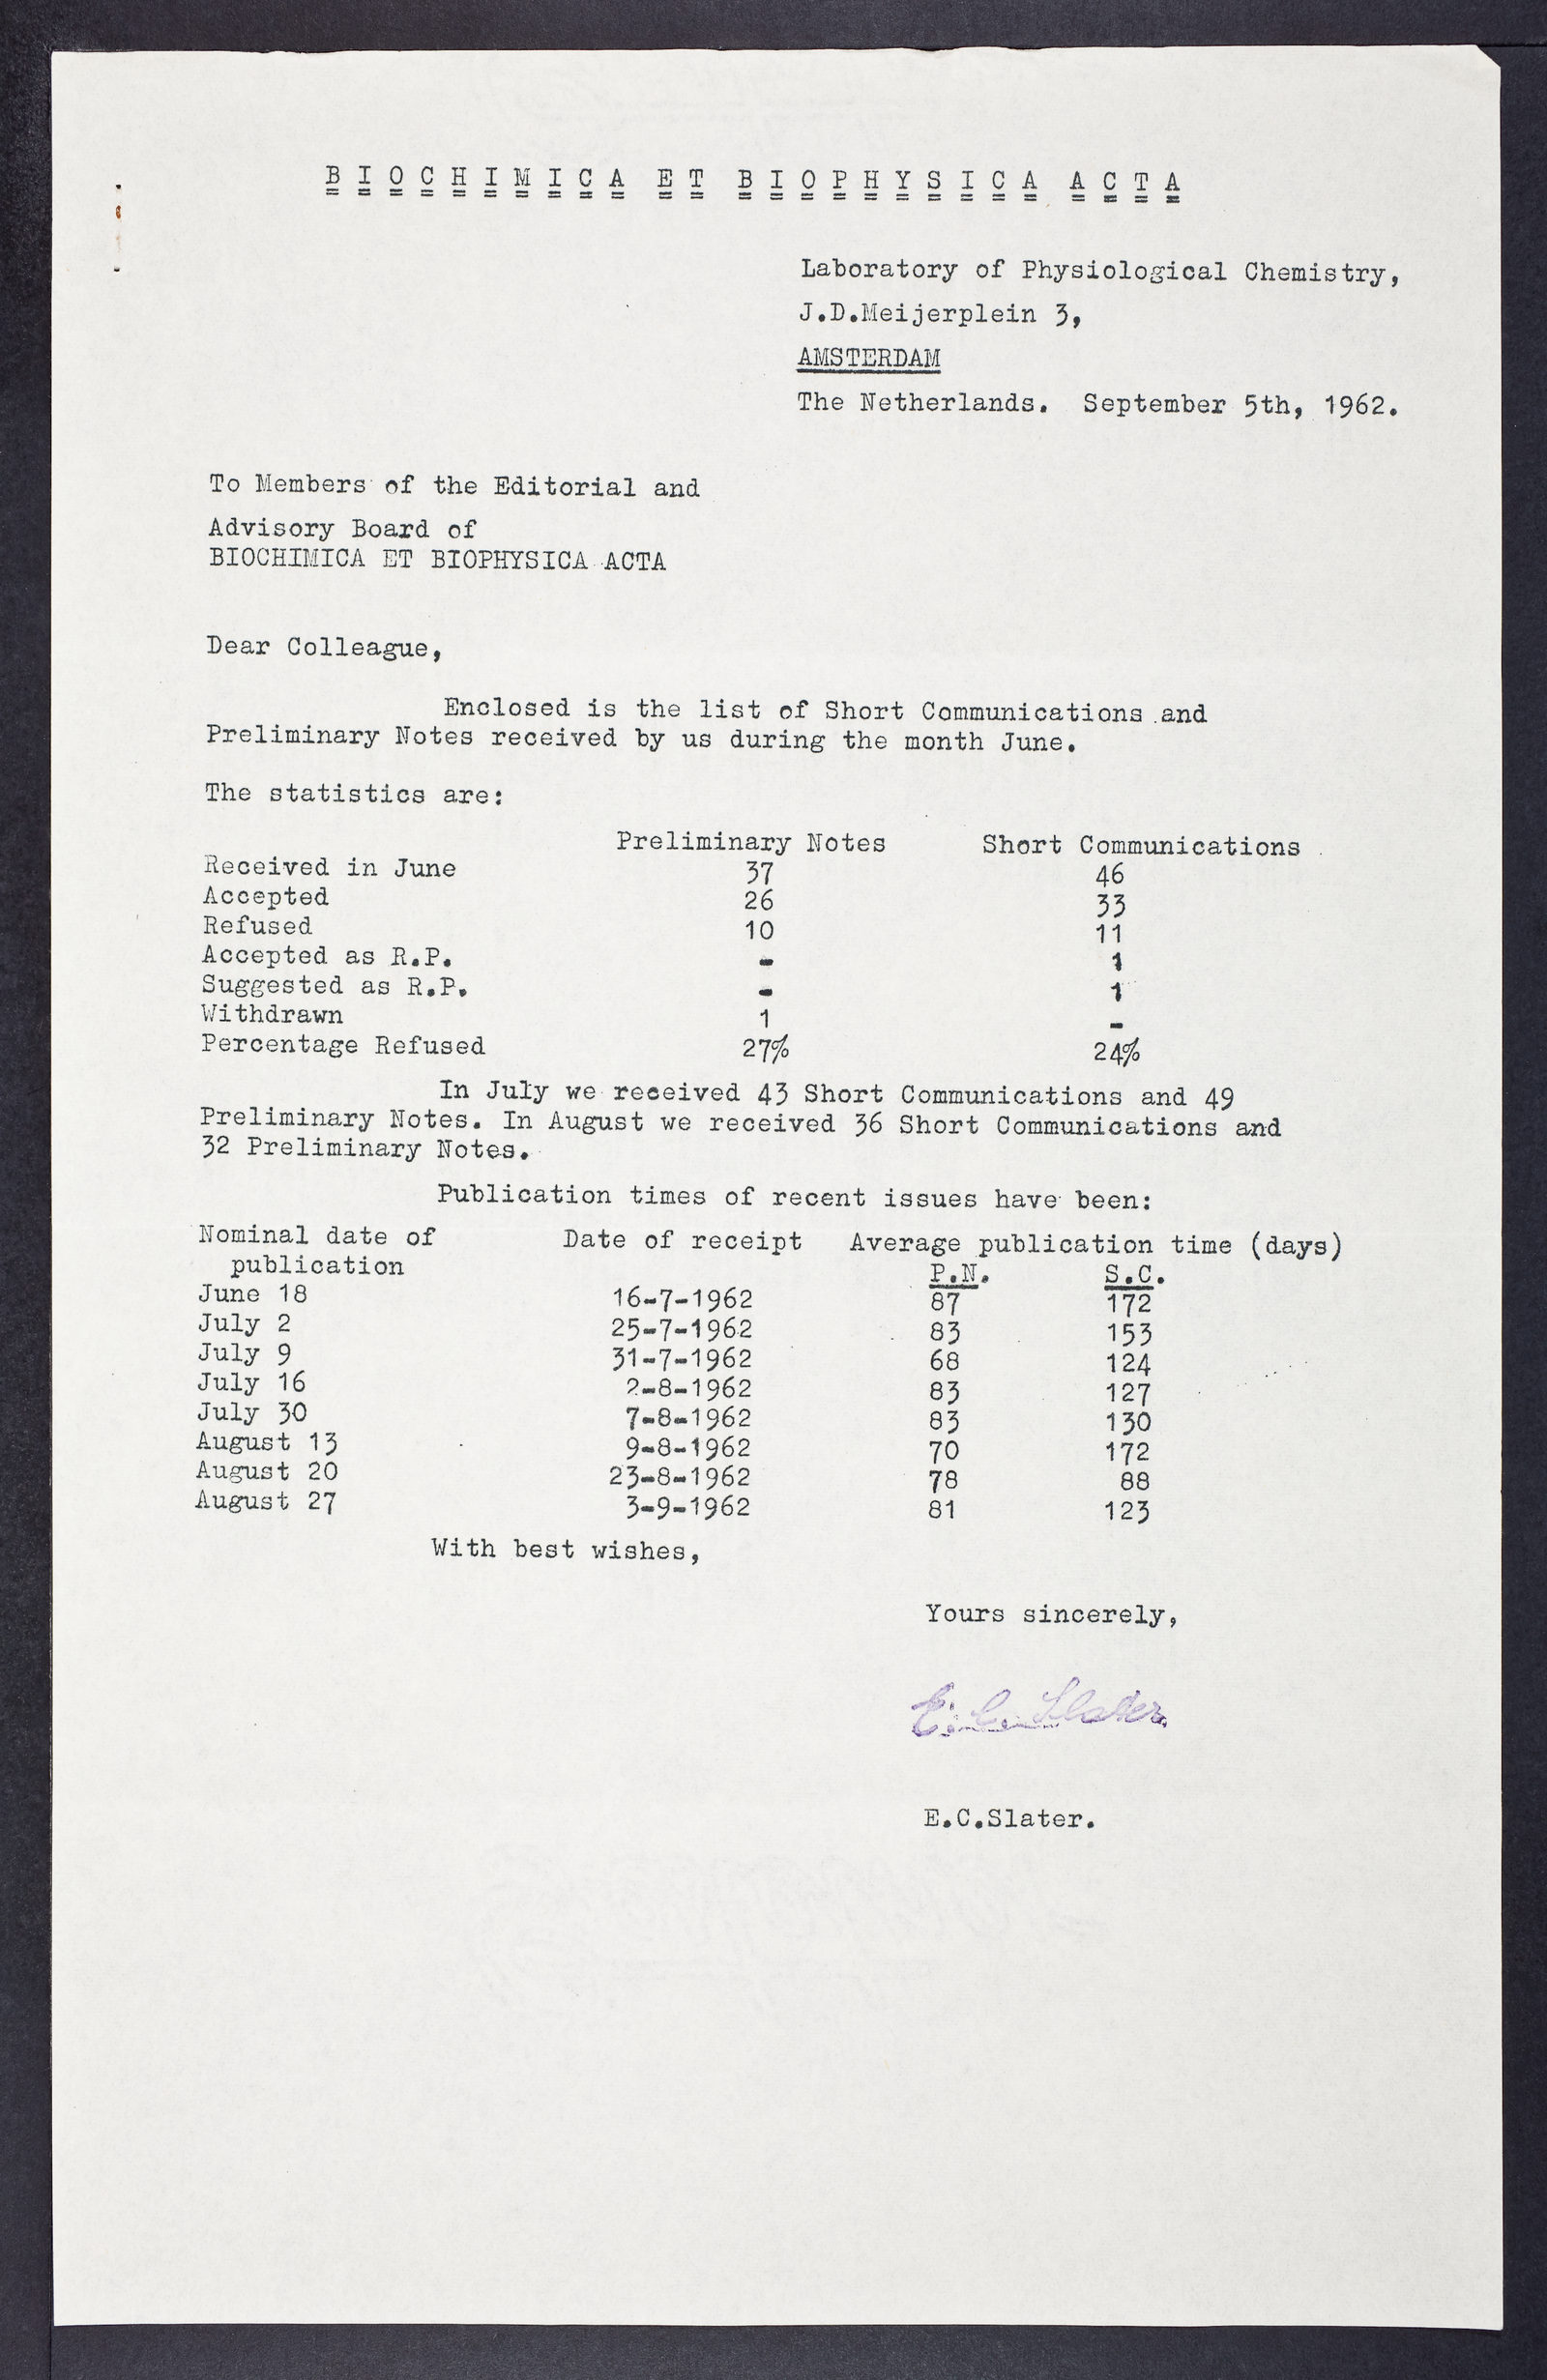 BIOCHIMICA ET BIOPHYSICA ACTA
Laboratory of Physiological Chemistry,
J.D.Meijerplein 3,
AMSTERDAM
The Netherlands. September 5th, 1962.
To Members of the Editorial and
Advisory Board of
BIOCHIMICA ET BIOPHYSICA ACTA
Dear Colleague,
Enclosed is the list of Short Communications and
Preliminary Notes received by us during the month June.
The statistics are:
Preliminary Notes Short Communications
Received in June 37 46
Accepted 26 33
Refused 10 11
Accepted as R.P. - 1
Suggested as R.P. - 1
Withdrawn 1 -
Percentage Refused 27% 24%
In July we received 43 Short Communications and 49
Preliminary Notes. In August we received 36 Short Communications and
32 Preliminary Notes.
Publication times of recent issues have been:
Nominal date of Date of receipt Average publication time (days)
publication P.N. S.C.
June 18 16-7-1962 87 172
July 2 25-7-1962 83 153
July 9 31-7-1962 68 124
July 16 2-8-1962 83 127
July 30 7-8-1962 83 130
August 13 9-8-1962 70 172
August 20 23-8-1962 78 88
August 27 3-9-1962 81 123
With best wishes,
Yours sincerely,
E. C. Slater
E.C.Slater.